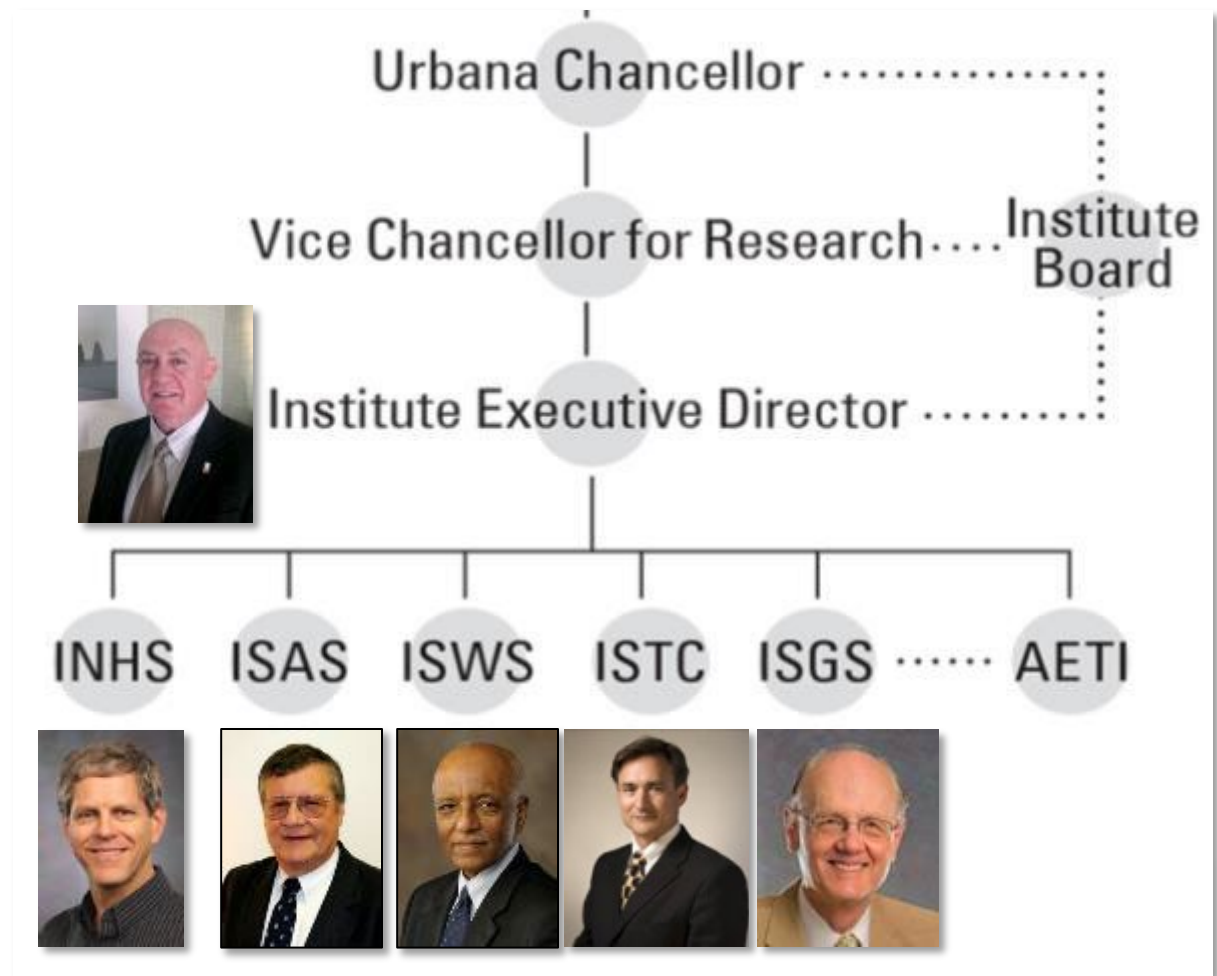 Urbana Chancellor
Vice Chancellor for Research
Institute
Board
Institute Executive Director
INHS
ISAS
ISWS
ISTC
ISGS
AETI